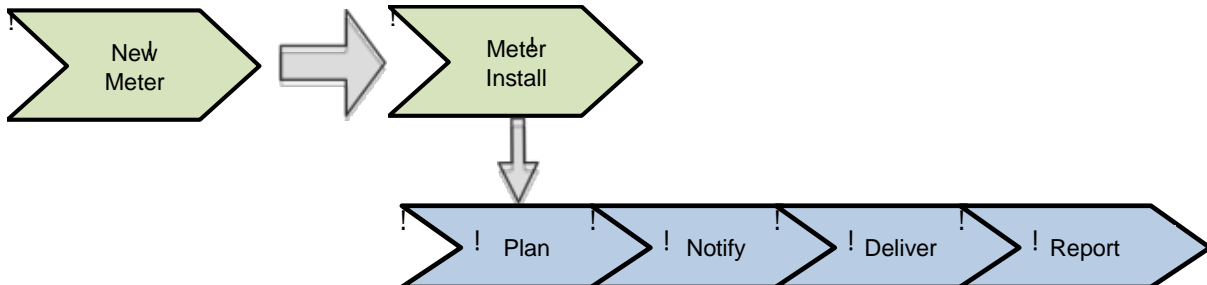 !
New!
Meter
!
Meter!
Install
!
! Plan
!
! Notify
!
! Deliver
!
! Report